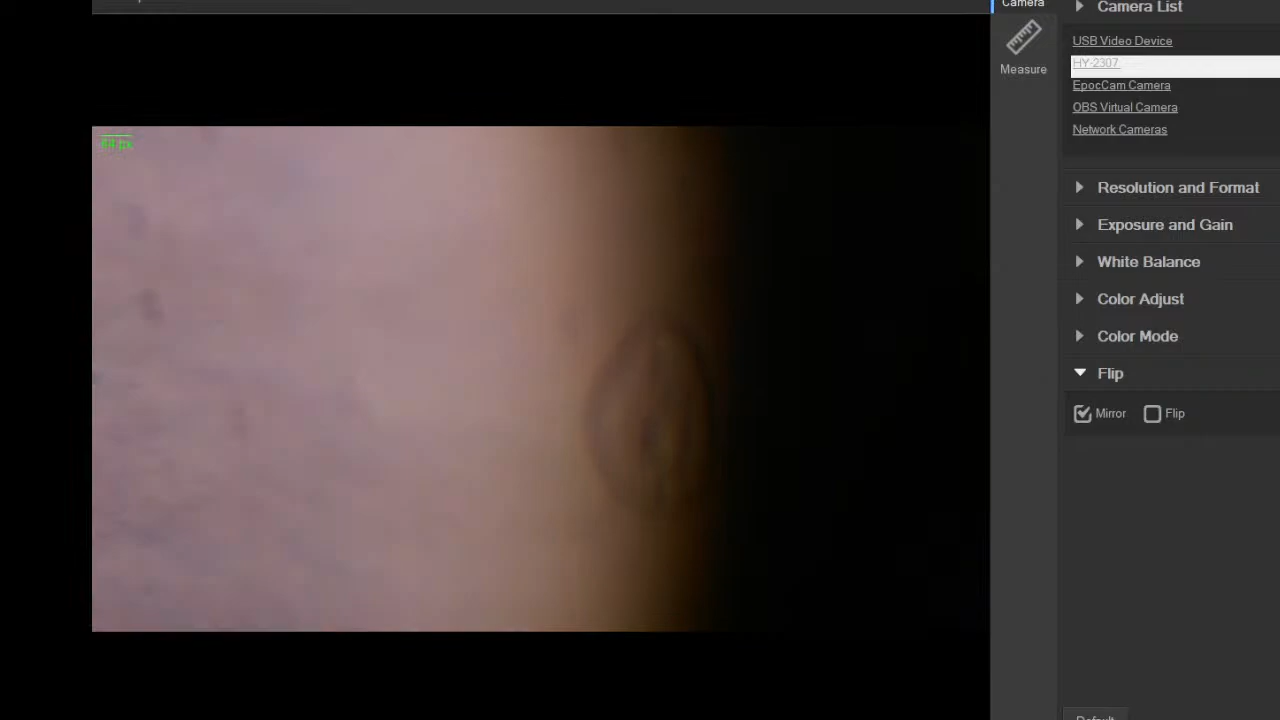 Camera
Camera List
Measure
USB Video Device
HY-2307
EpocCam Camera
OBS Virtual Camera
Network Cameras
Resolution and Format
Exposure and Gain
White Balance
Color Adjust
Color Mode
Flip
Mirror
Flip
Default